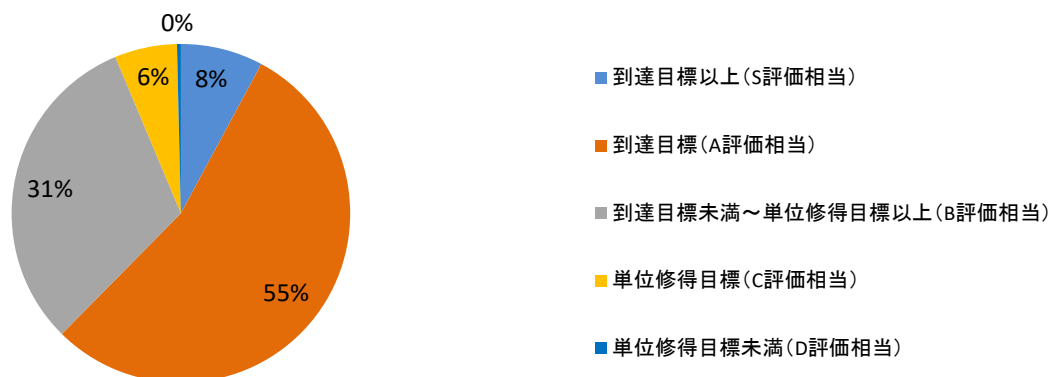 0%
6%
8%
31%
55%
到達目標以上(S評価相当)
到達目標(A評価相当)
到達目標未満～単位修得目標以上(B評価相当)
単位修得目標(C評価相当)
単位修得目標未満(D評価相当)